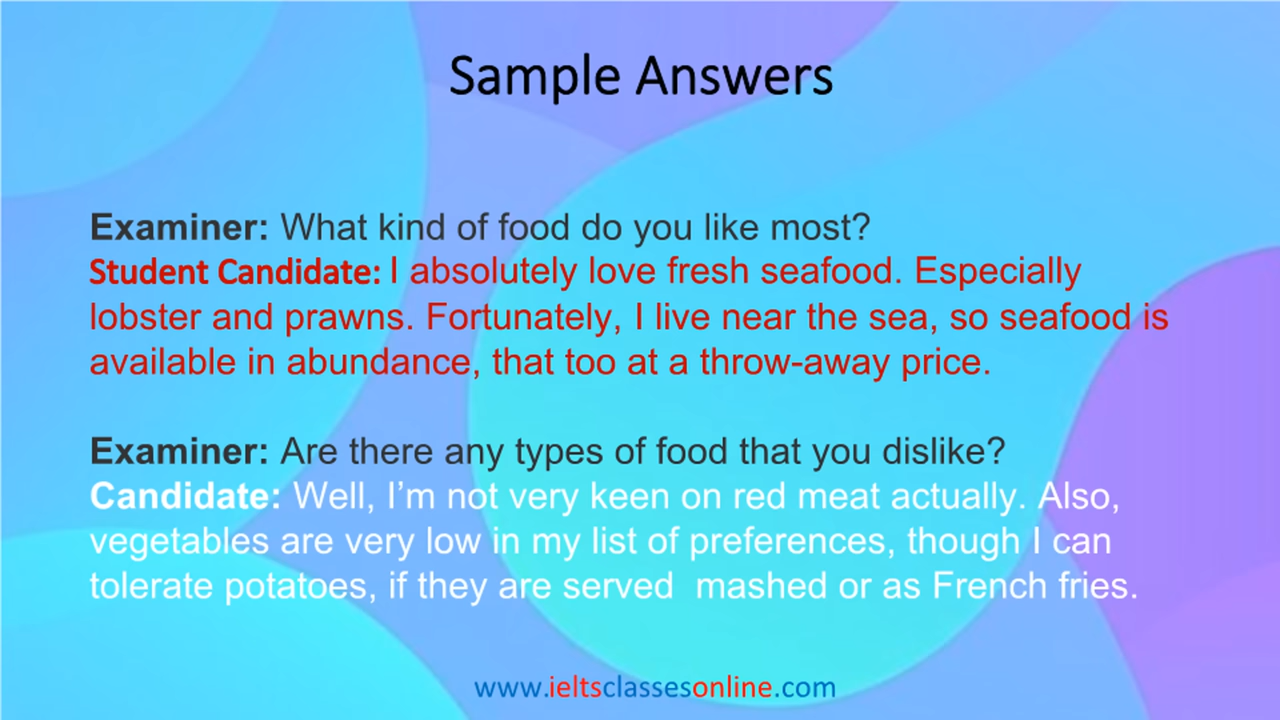 Sample Answers
Examiner: What kind of food do you like most?
Student Candidate: I absolutely love fresh seafood. Especially
lobster and prawns. Fortunately, I live near the sea, so seafood is
available in abundance, that too at a throw-away price.
Examiner: Are there any types of food that you dislike?
Candidate: Well, I’m not very keen on red meat actually. Also,
vegetables are very low in my list of preferences, though I can
tolerate potatoes, if they are served  mashed or as French fries.
www.ieltsclassesonline.com